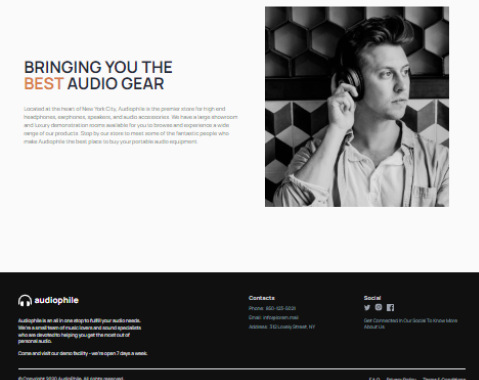 BRINGING YOU THE
BEST AUDIO GEAR
Located at the heart of New York City, Audiophile is the premier store for high end
headphones, earphones, speakers, and audio accessories. We have a large showroom
and luxury demonstration rooms available for you to browse and experience a wide
range of our products. Stop by our store to meet some of the fantastic people who
make Audiophile the best place to buy your portable audio equipment.
audiophile
Audiophile is an all in one stop to fulfill your audio needs.
We're a small team of music lovers and sound specialists
who are devoted to helping you get the most out of
personal audio.
Come and visit our demo facility - we're open 7 days a week.
Contacts
Phone:
Email:
Address: Lovely Street, NY
Social
Get Connected In Our Social To Know More
About Us
©Copyright 2020 Audiophile. All rights reserved.
F.A.Q Privacy Policy Terms & Conditions